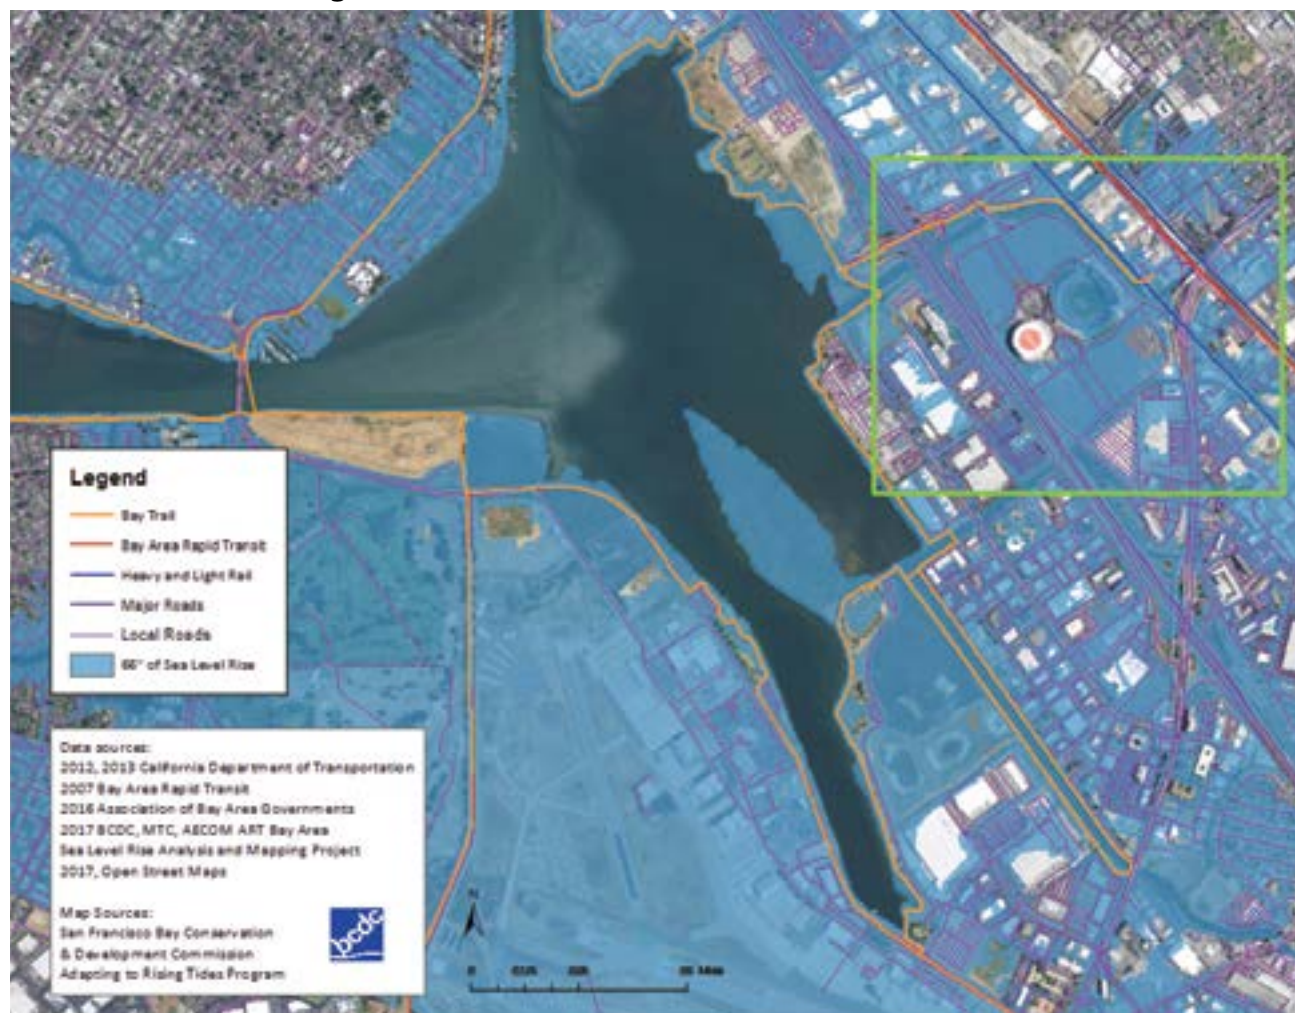 Legend
Bay Trail
Bay Area Rapid Transit
Heavy and Light Rail
Major Roads
Local Roads
66" of Sea Level Rise
Data sources:
2012, 2013 California Department of Transportation
2007 Bay Area Rapid Transit
2016 Association of Bay Area Governments
2017 BCDC, MTC, AECOM ART Bay Area
Sea Level Rise Analysis and Mapping Project
2017, Open Street Maps
Map Sources:
San Francisco Bay Conservation
& Development Commission
Adapting to Rising Tides Program
bcdc
N
0
Miles